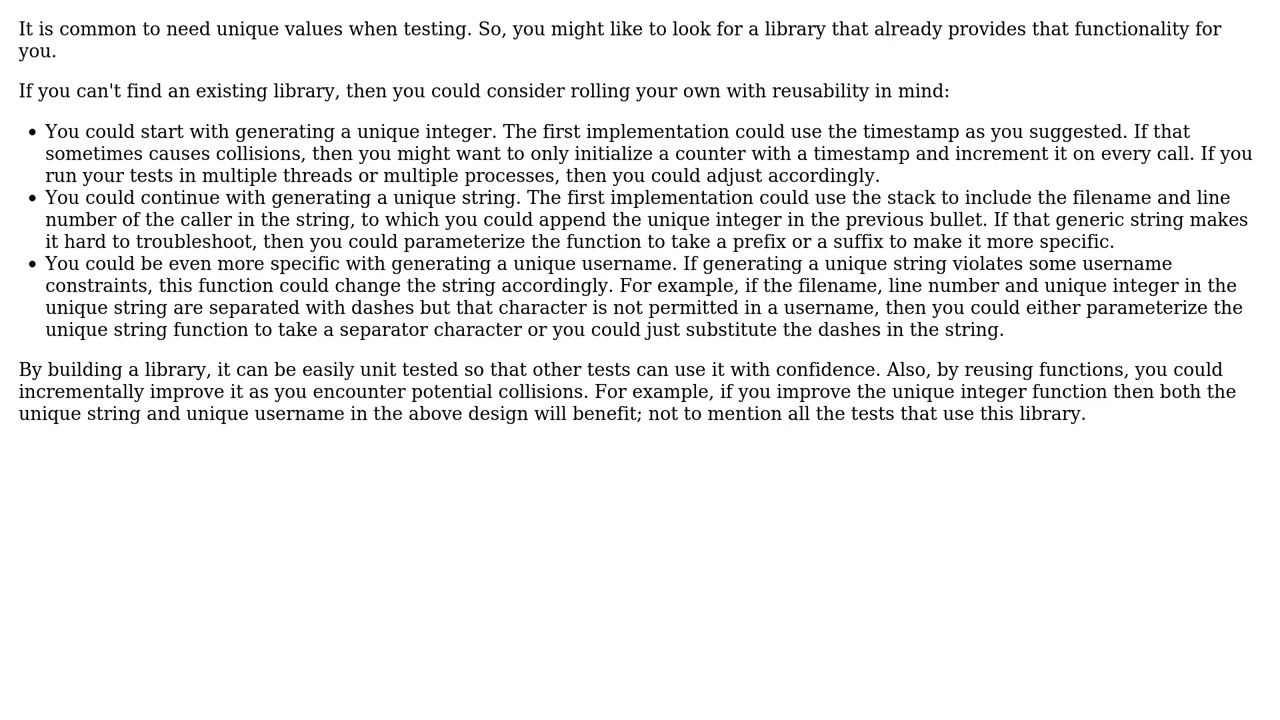 It is common to need unique values when testing. So, you might like to look for a library that already provides that functionality for
you.
If you can't find an existing library, then you could consider rolling your own with reusability in mind:
• You could start with generating a unique integer. The first implementation could use the timestamp as you suggested. If that
sometimes causes collisions, then you might want to only initialize a counter with a timestamp and increment it on every call. If you
run your tests in multiple threads or multiple processes, then you could adjust accordingly.
• You could continue with generating a unique string. The first implementation could use the stack to include the filename and line
number of the caller in the string, to which you could append the unique integer in the previous bullet. If that generic string makes
it hard to troubleshoot, then you could parameterize the function to take a prefix or a suffix to make it more specific.
• You could be even more specific with generating a unique username. If generating a unique string violates some username
constraints, this function could change the string accordingly. For example, if the filename, line number and unique integer in the
unique string are separated with dashes but that character is not permitted in a username, then you could either parameterize the
unique string function to take a separator character or you could just substitute the dashes in the string.
By building a library, it can be easily unit tested so that other tests can use it with confidence. Also, by reusing functions, you could
incrementally improve it as you encounter potential collisions. For example, if you improve the unique integer function then both the
unique string and unique username in the above design will benefit; not to mention all the tests that use this library.